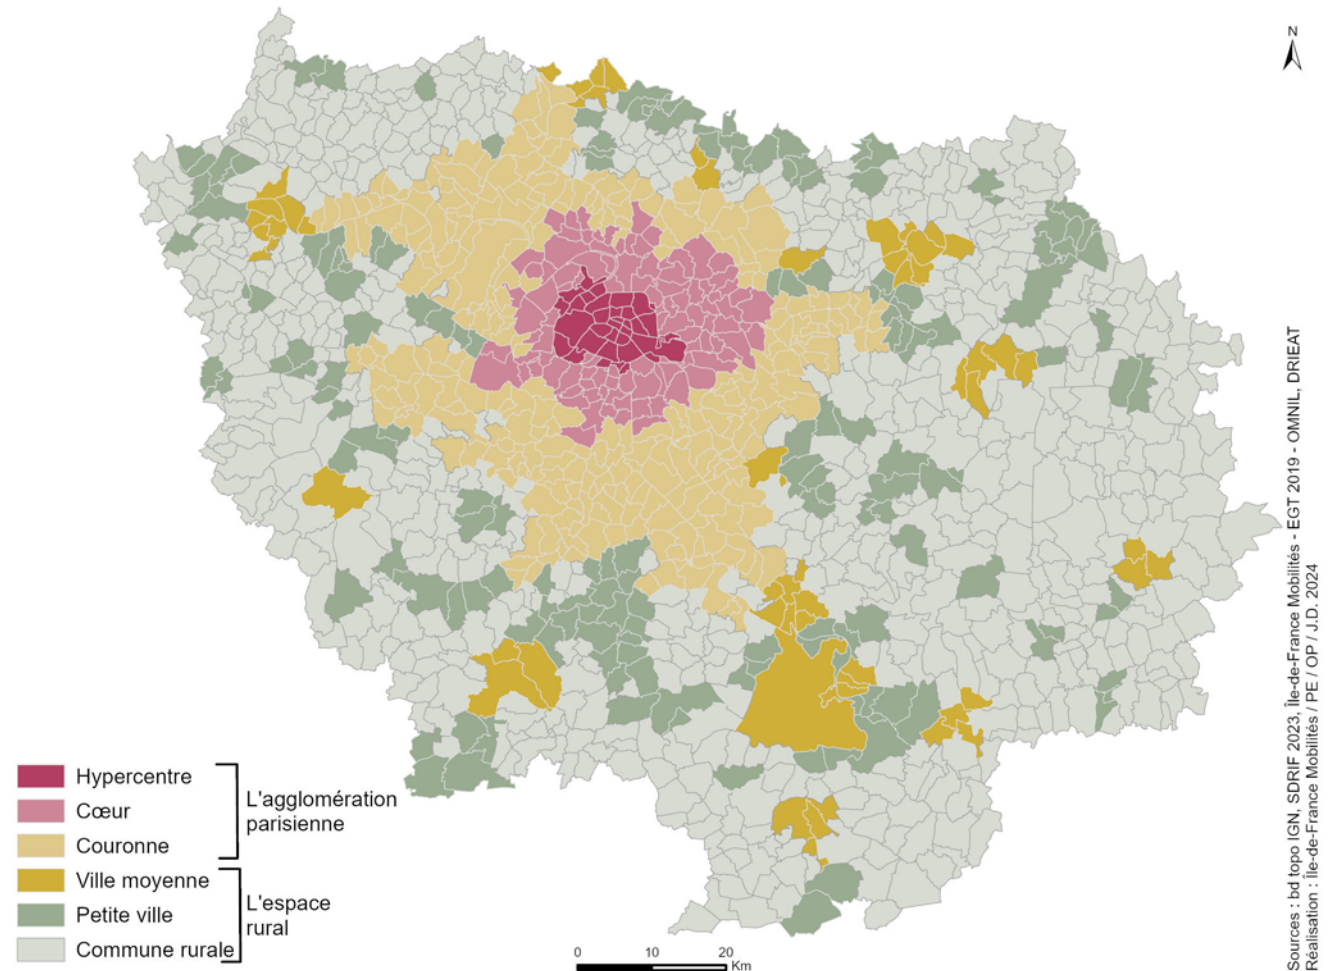 N
Hypercentre
Cœur
Couronne
L'agglomération
parisienne
Ville moyenne
Petite ville
Commune rurale
L'espace
rural
0 10 20
Km
Sources : bd topo IGN, SDRIF 2023, Île-de-France Mobilités - EGT 2019 - OMNIL, DRIEAT
Réalisation : Île-de-France Mobilités / PE / OP / J.D. 2024